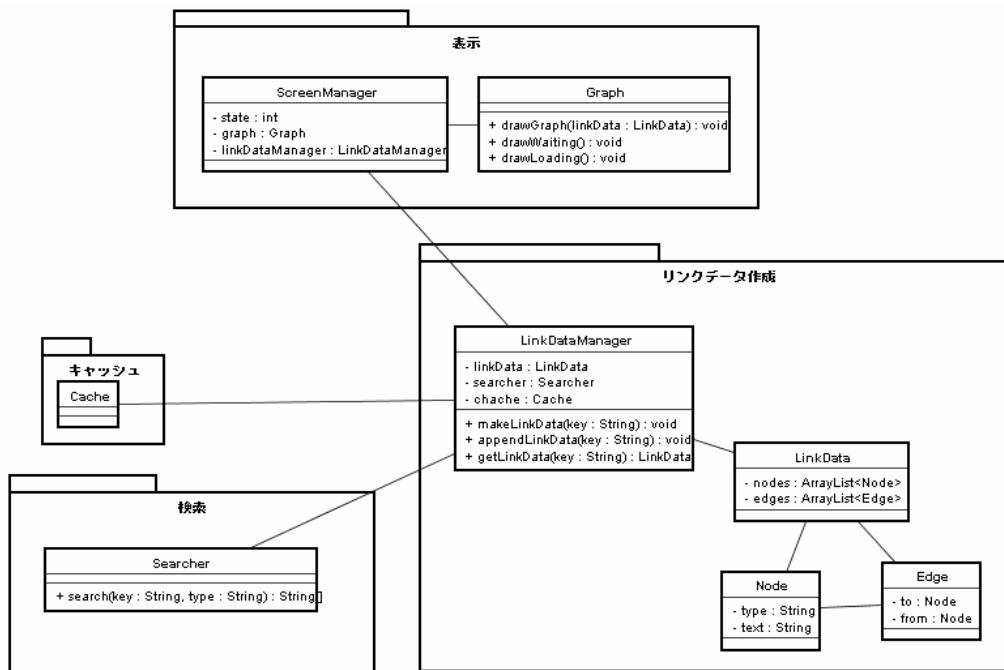 表示
ScreenManager
- state : int
- graph : Graph
- linkDataManager : LinkDataManager
Graph
+ drawGraph(linkData : LinkData) : void
+ drawWaiting() : void
+ drawLoading() : void
リンクデータ作成
LinkDataManager
- linkData : LinkData
- searcher : Searcher
- chache : Cache
+ makeLinkData(key : String) : void
+ appendLinkData(key : String) : void
+ getLinkData(key : String) : LinkData
キャッシュ
Cache
LinkData
- nodes : ArrayList<Node>
- edges : ArrayList<Edge>
検索
Searcher
+ search(key : String, type : String) : String[]
Node
- type : String
- text : String
Edge
- to : Node
- from : Node